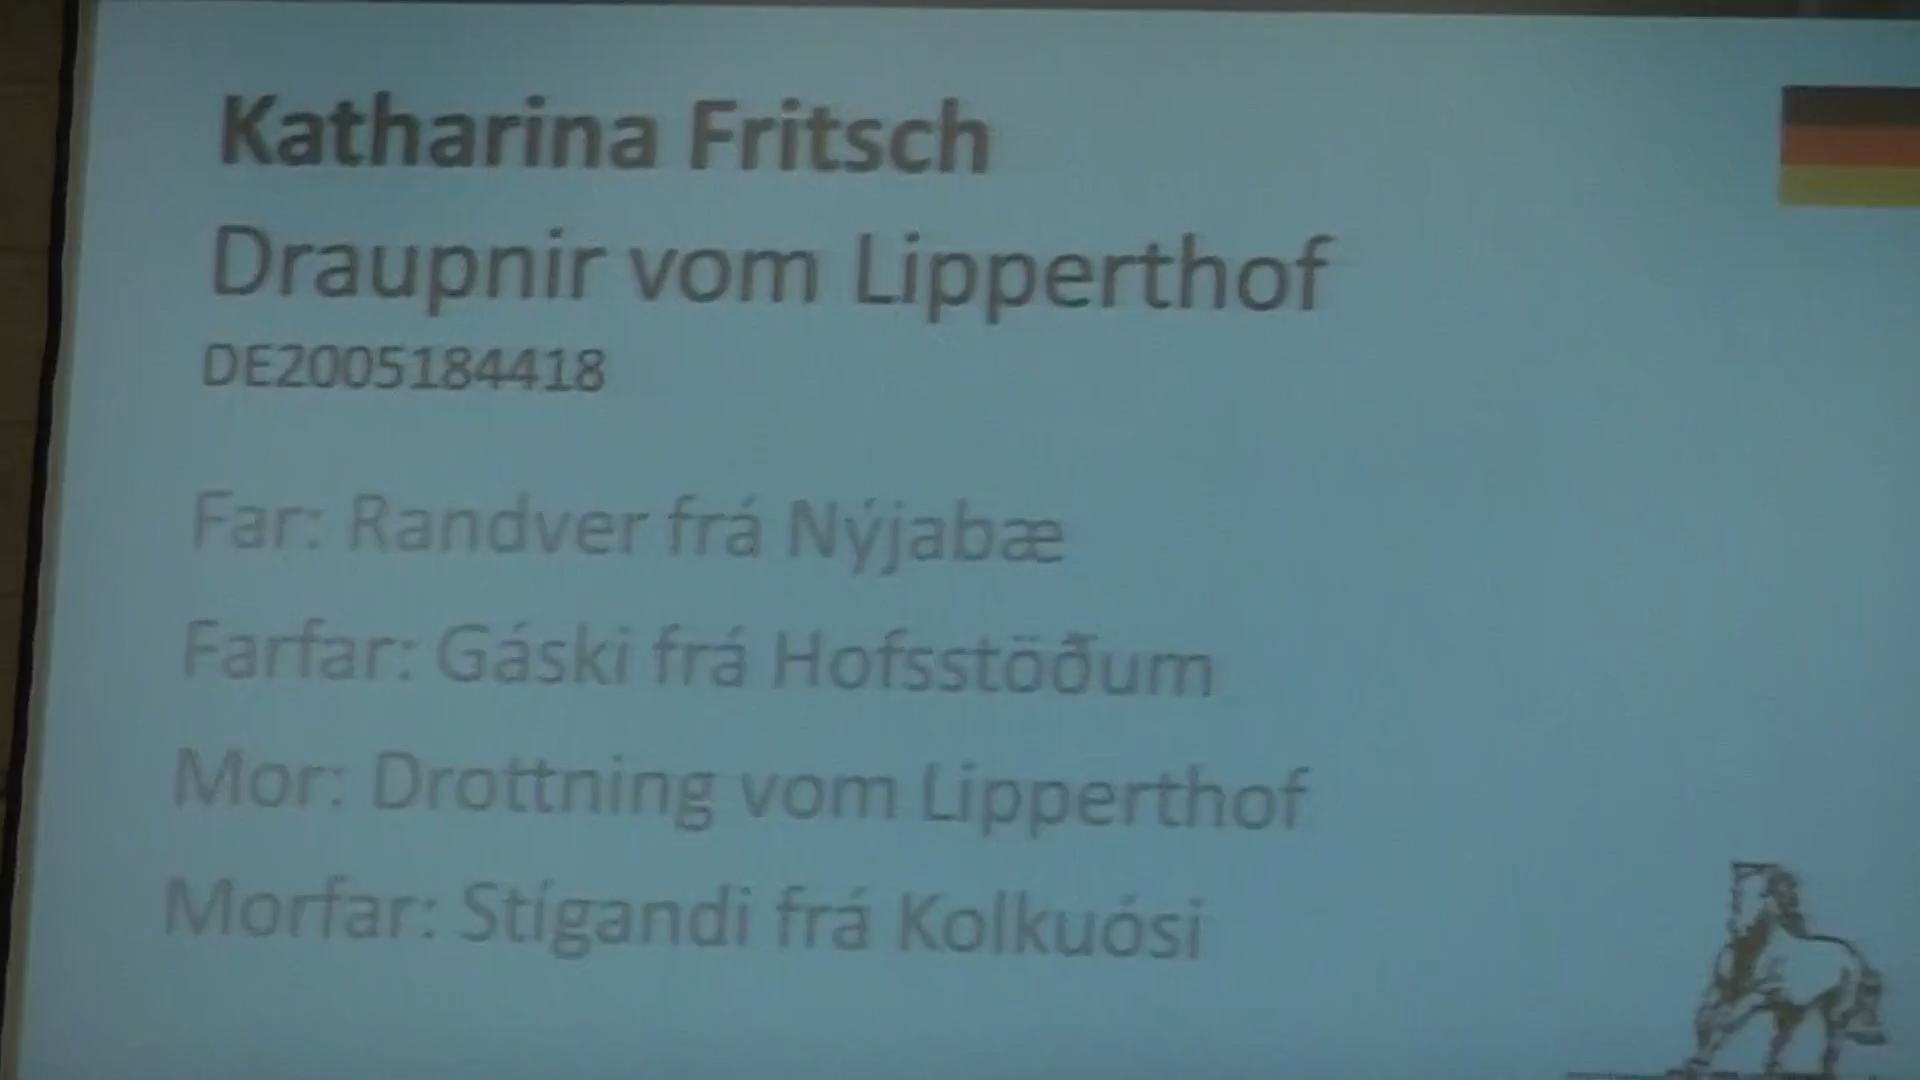 Katharina Fritsch
Draupnir vom Lipperthof
DE2005184418
Far: Randver frá Nýjabæ
Farfar: Gáski frá Hofsstöðum
Mor: Drottning vom Lipperthof
Morfar: Stígandi frá Kolkuósi